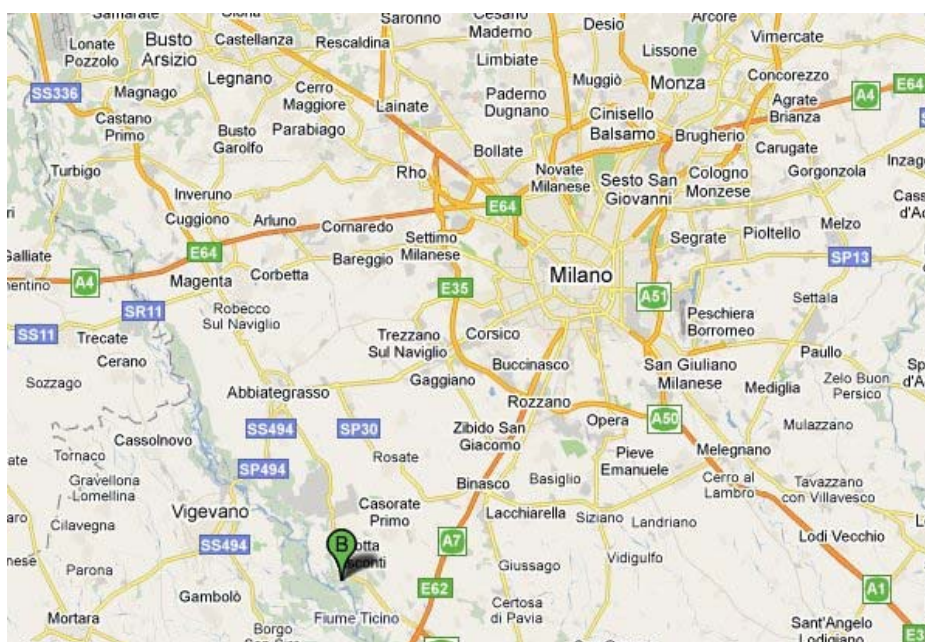 Samarate
Saronno
Cesano
Maderno
Desio
Arcore
Vimercate
Lonate
Pozzolo
Busto
Arsizio
Castellanza
Rescaldina
Limbiate
Lissone
Legnano
Muggiò
Monza
Concorezzo
A4
E64
SS336
Magnago
Cerro
Maggiore
Lainate
Paderno
Dugnano
Cinisello
Balsamo
Agrate
Brianza
Castano
Primo
Busto
Garolfo
Parabiago
Bollate
Brugherio
Carugate
Turbigo
Rho
Novate
Milanese
Sesto San
Giovanni
Cologno
Monzese
Gorgonzola
Inzago
Inveruno
Cuggiono
Arluno
Cornaredo
E64
Settimo
Milanese
Segrate
Pioltello
Melzo
Galliate
E64
Bareggio
SP13
A4
Magenta
Corbetta
E35
Milano
A51
Settala
SR11
Robecco
Sul Naviglio
Peschiera
Borromeo
SS11
Trecate
Cerano
Trezzano
Sul Naviglio
Corsico
Paullo
Sozzago
Abbiategrasso
Gaggiano
Buccinasco
San Giuliano
Milanese
Mediglia
Zelo Buon
Persico
Rozzano
SS494
SP30
Zibido San
Giacomo
Opera
A50
Mulazzano
Cassolnovo
Tornaco
SP494
Rosate
Pieve
Emanuele
Melegnano
Gravellona
Lomellina
Binasco
Basiglio
Cerro al
Lambro
Tavazzano
con Villavesco
Cilavegna
Vigevano
Casorate
Primo
Lacchiarella
Siziano
Landriano
SS494
B
A7
Lodi Vecchio
Parona
Giussago
Vidigulfo
Gambolò
E62
A1
Mortara
Fiume Ticino
Certosa
di Pavia
Borgo
Sant'Angelo
Lodigiano